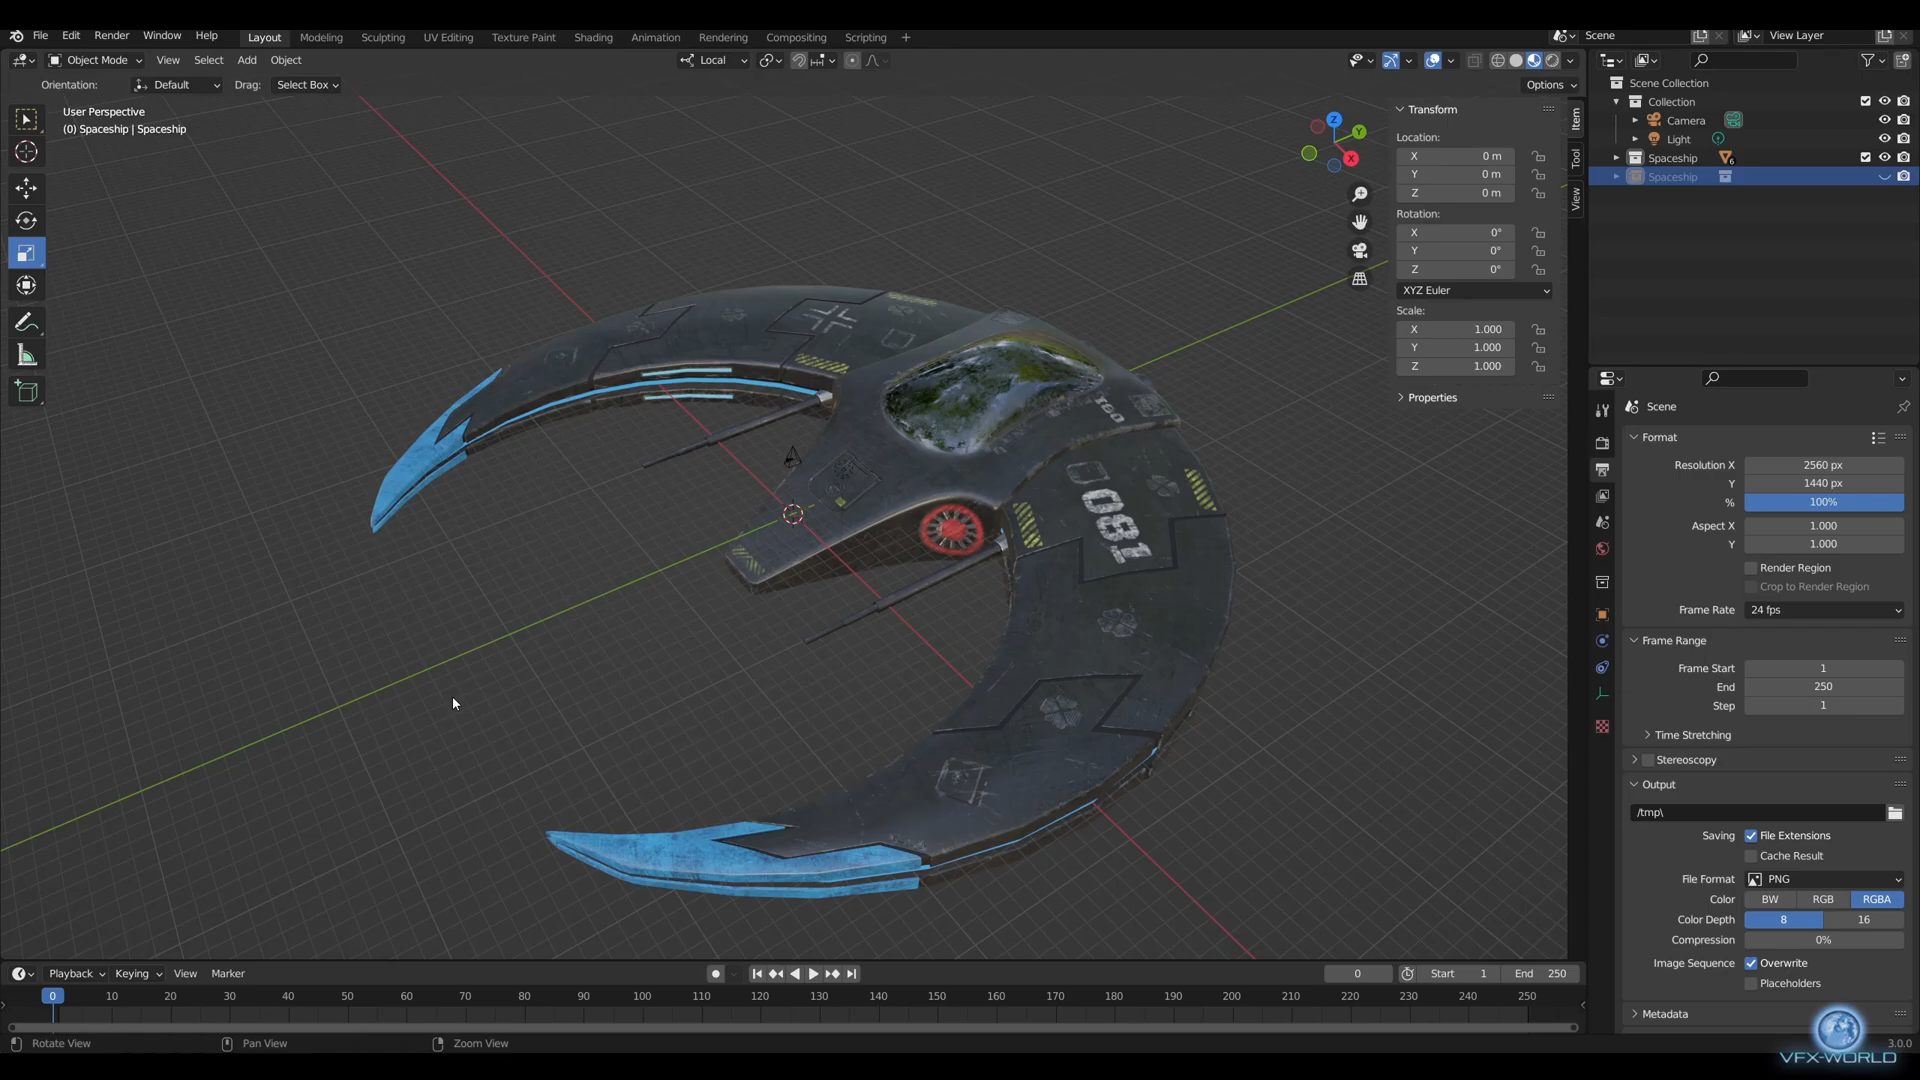 File Edit Render Window Help Layout Modeling Sculpting UV Editing Texture Paint Shading Animation Rendering Compositing Scripting + Scene View Layer
Object Mode View Select Add Object Local
Orientation: Default Drag: Select Box Options
User Perspective
(0) Spaceship | Spaceship
Z
Y
X
Transform
Location:
X 0 m
Y 0 m
Z 0 m
Rotation:
X 0°
Y 0°
Z 0°
XYZ Euler
Scale:
X 1.000
Y 1.000
Z 1.000
Properties
Item
Tool
View
Scene Collection
Collection
Camera
Light
Spaceship 6
Spaceship
Scene
Format
Resolution X 2560 px
Y 1440 px
% 100%
Aspect X 1.000
Y 1.000
Render Region
Crop to Render Region
Frame Rate 24 fps
Frame Range
Frame Start 1
End 250
Step 1
Time Stretching
Stereoscopy
Output
/tmp\
Saving File Extensions
Cache Result
File Format PNG
Color BW RGB RGBA
Color Depth 8 16
Compression 0%
Image Sequence Overwrite
Placeholders
Metadata
180
1801
Playback Keying View Marker 0 Start 1 End 250
0 10 20 30 40 50 60 70 80 90 100 110 120 130 140 150 160 170 180 190 200 210 220 230 240 250
Rotate View Pan View Zoom View 3.0.0
VFX-WORLD